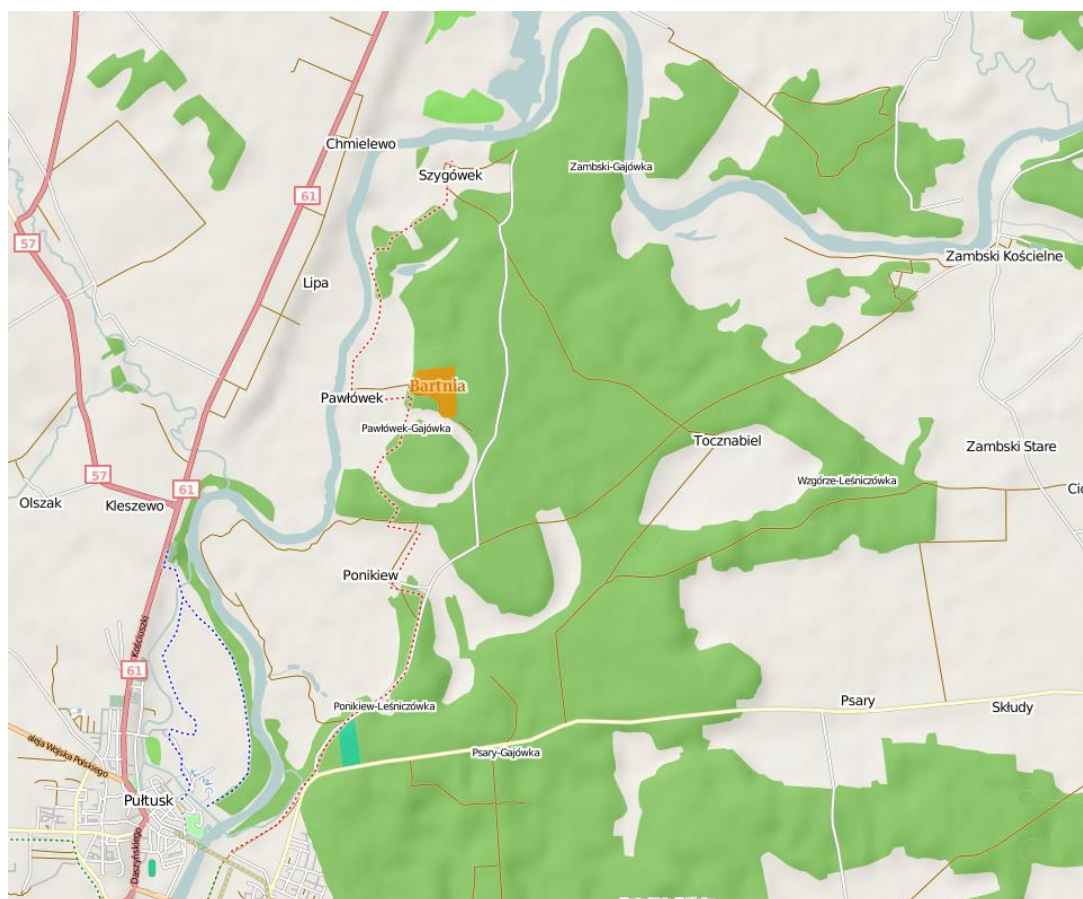 Chmielewo
Szygówek
Zambski-Gajówka
61
57
Zambski Kościelne
Lipa
Bartnia
Pawłówek
Pawłówek-Gajówka
Tocznabiel
Zambski Stare
57
61
Wzgórze-Leśniczówka
Olszak
Kleszewo
Ponikiew
Kościuszki
61
Ponikiew-Leśniczówka
Psary
Skłudy
aleja Wojska Polskiego
Psary-Gajówka
Pułtusk
Daszyńskiego